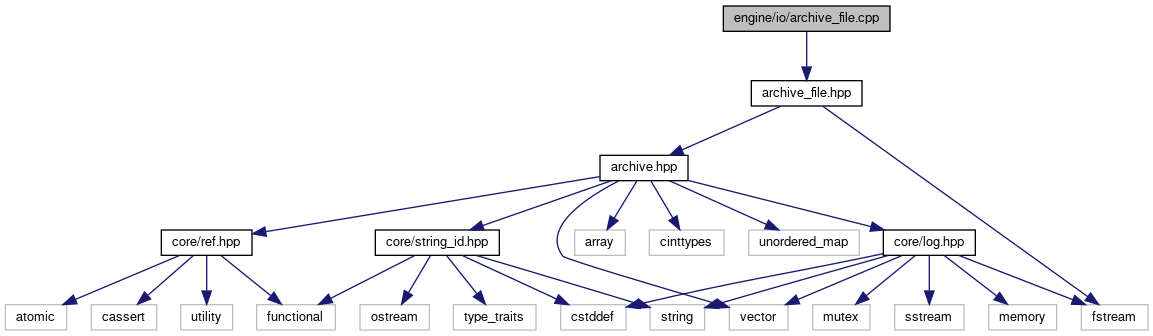 engine/io/archive_file.cpp
archive_file.hpp
archive.hpp
core/ref.hpp
core/string_id.hpp
array
cinttypes
unordered_map
core/log.hpp
atomic
cassert
utility
functional
ostream
type_traits
cstddef
string
vector
mutex
sstream
memory
fstream